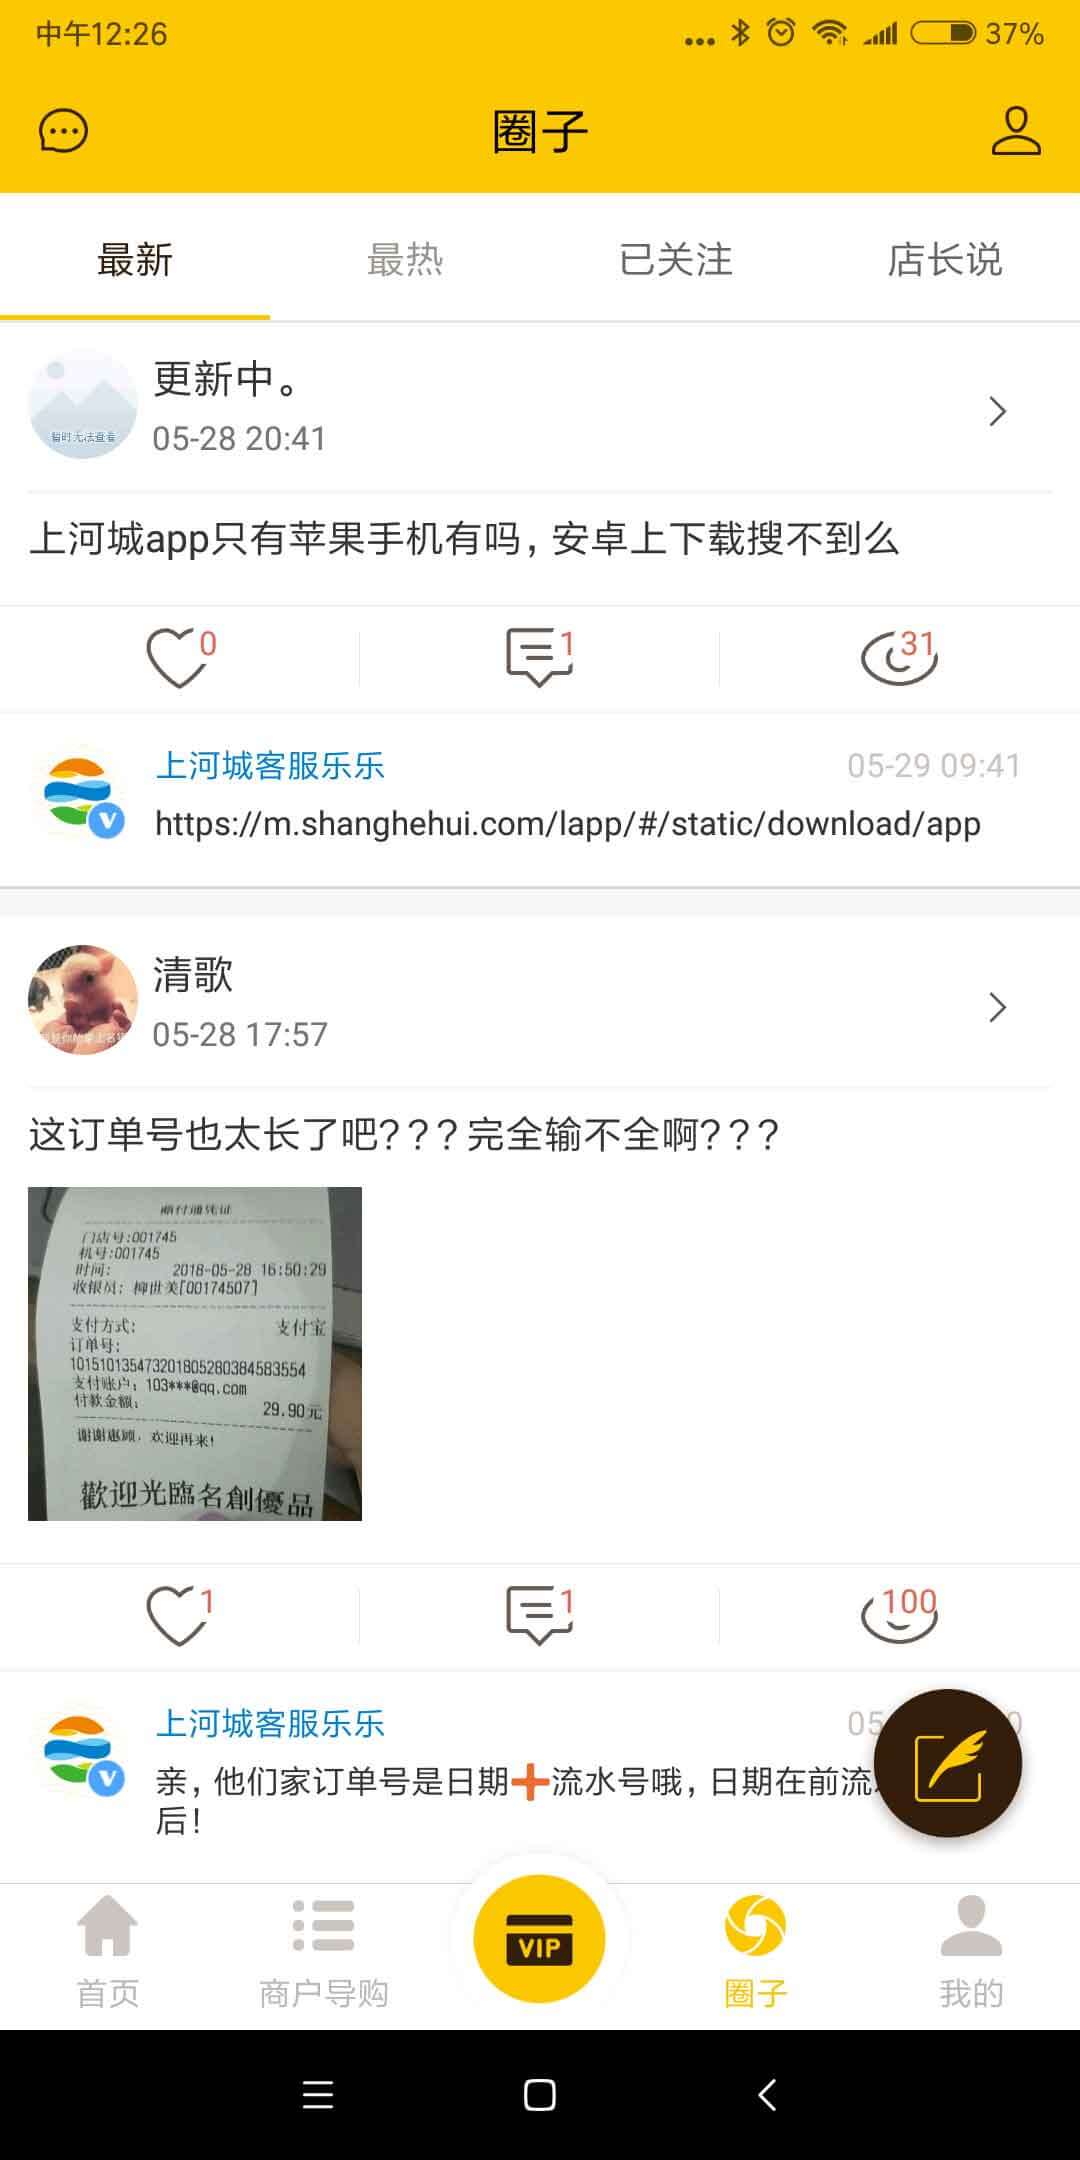 中午12:26
37%
圈子
最新 最热 已关注 店长说
更新中。
暂时无法查看
05-28 20:41
上河城app只有苹果手机有吗，安卓上下载搜不到么
0 1 31
上河城客服乐乐 05-29 09:41
https://m.shanghehui.com/lapp/#/static/download/app
清歌
05-28 17:57
这订单号也太长了吧？？？完全输不全啊？？？
门店号:001745
机号:001745
时间: 2018-05-28 16:50:29
收银员: 柳世美[00174507]
支付方式: 支付宝
订单号:
1015101354732018052803845835​54
支付账户: 103***@qq.com
付款金额: 29.90元
谢谢惠顾，欢迎再来！
歡迎光臨名創優品
1 1 100
上河城客服乐乐 05
亲，他们家订单号是日期➕流水号哦，日期在前流
后！
VIP
首页 商户导购 圈子 我的